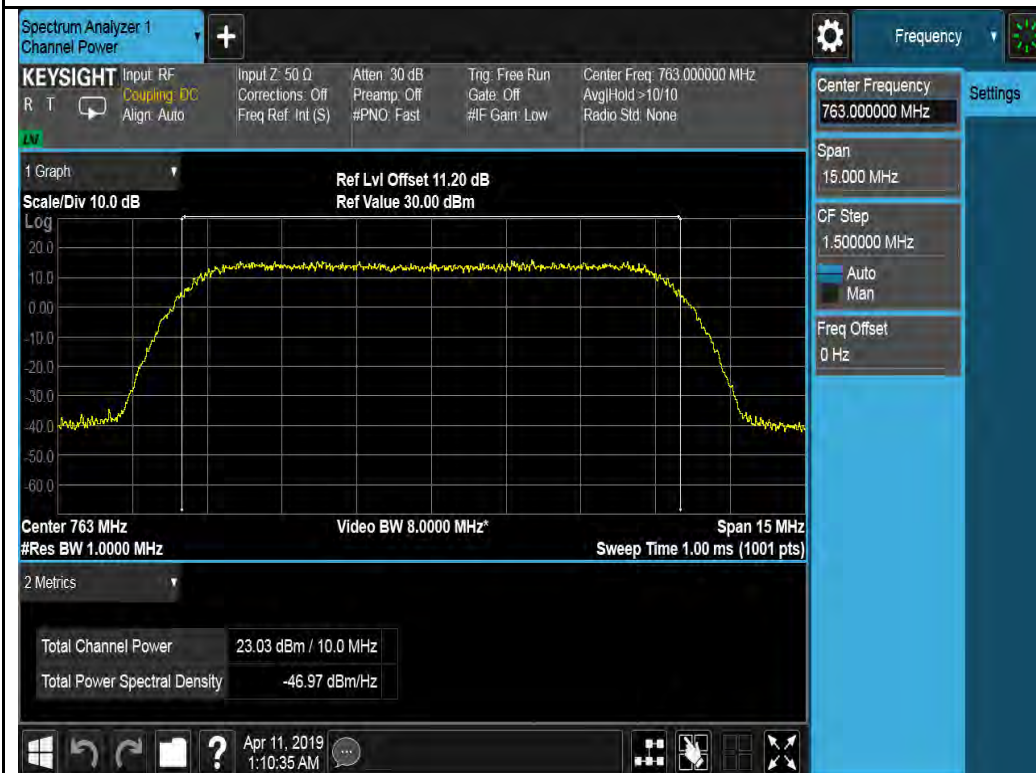 Spectrum Analyzer 1
Channel Power
+
Frequency
KEYSIGHT
R T
LNI
Input: RF
Coupling: DC
Align: Auto
Input Z: 50 Ω
Corrections: Off
Freq Ref: Int (S)
Atten: 30 dB
Preamp: Off
#PNO: Fast
Trig: Free Run
Gate: Off
#IF Gain: Low
Center Freq: 763.000000 MHz
Avg|Hold >10/10
Radio Std: None
Center Frequency
763.000000 MHz
Settings
Span
15.000 MHz
CF Step
1.500000 MHz
Auto
Man
Freq Offset
0 Hz
1 Graph
Scale/Div 10.0 dB
Ref Lvl Offset 11.20 dB
Ref Value 30.00 dBm
Log
20.0
10.0
0.00
-10.0
-20.0
-30.0
-40.0
-50.0
-60.0
Center 763 MHz
#Res BW 1.0000 MHz
Video BW 8.0000 MHz*
Span 15 MHz
Sweep Time 1.00 ms (1001 pts)
2 Metrics
Total Channel Power 23.03 dBm / 10.0 MHz
Total Power Spectral Density -46.97 dBm/Hz
?
Apr 11, 2019
1:10:35 AM